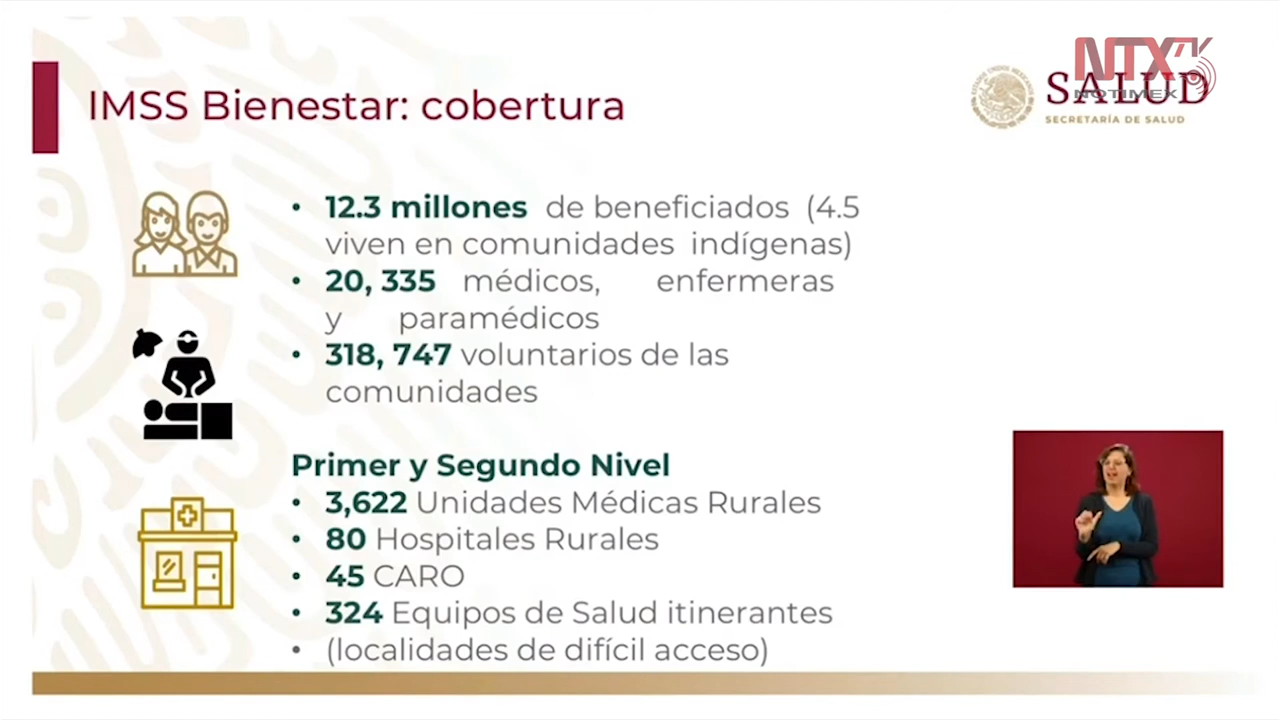 IMSS Bienestar: cobertura
NTX
NOTIMEX
SALUD
SECRETARÍA DE SALUD
• 12.3 millones de beneficiados (4.5
viven en comunidades indígenas)
• 20, 335 médicos, enfermeras
y paramédicos
• 318, 747 voluntarios de las
comunidades
Primer y Segundo Nivel
• 3,622 Unidades Médicas Rurales
• 80 Hospitales Rurales
• 45 CARO
• 324 Equipos de Salud itinerantes
• (localidades de difícil acceso)